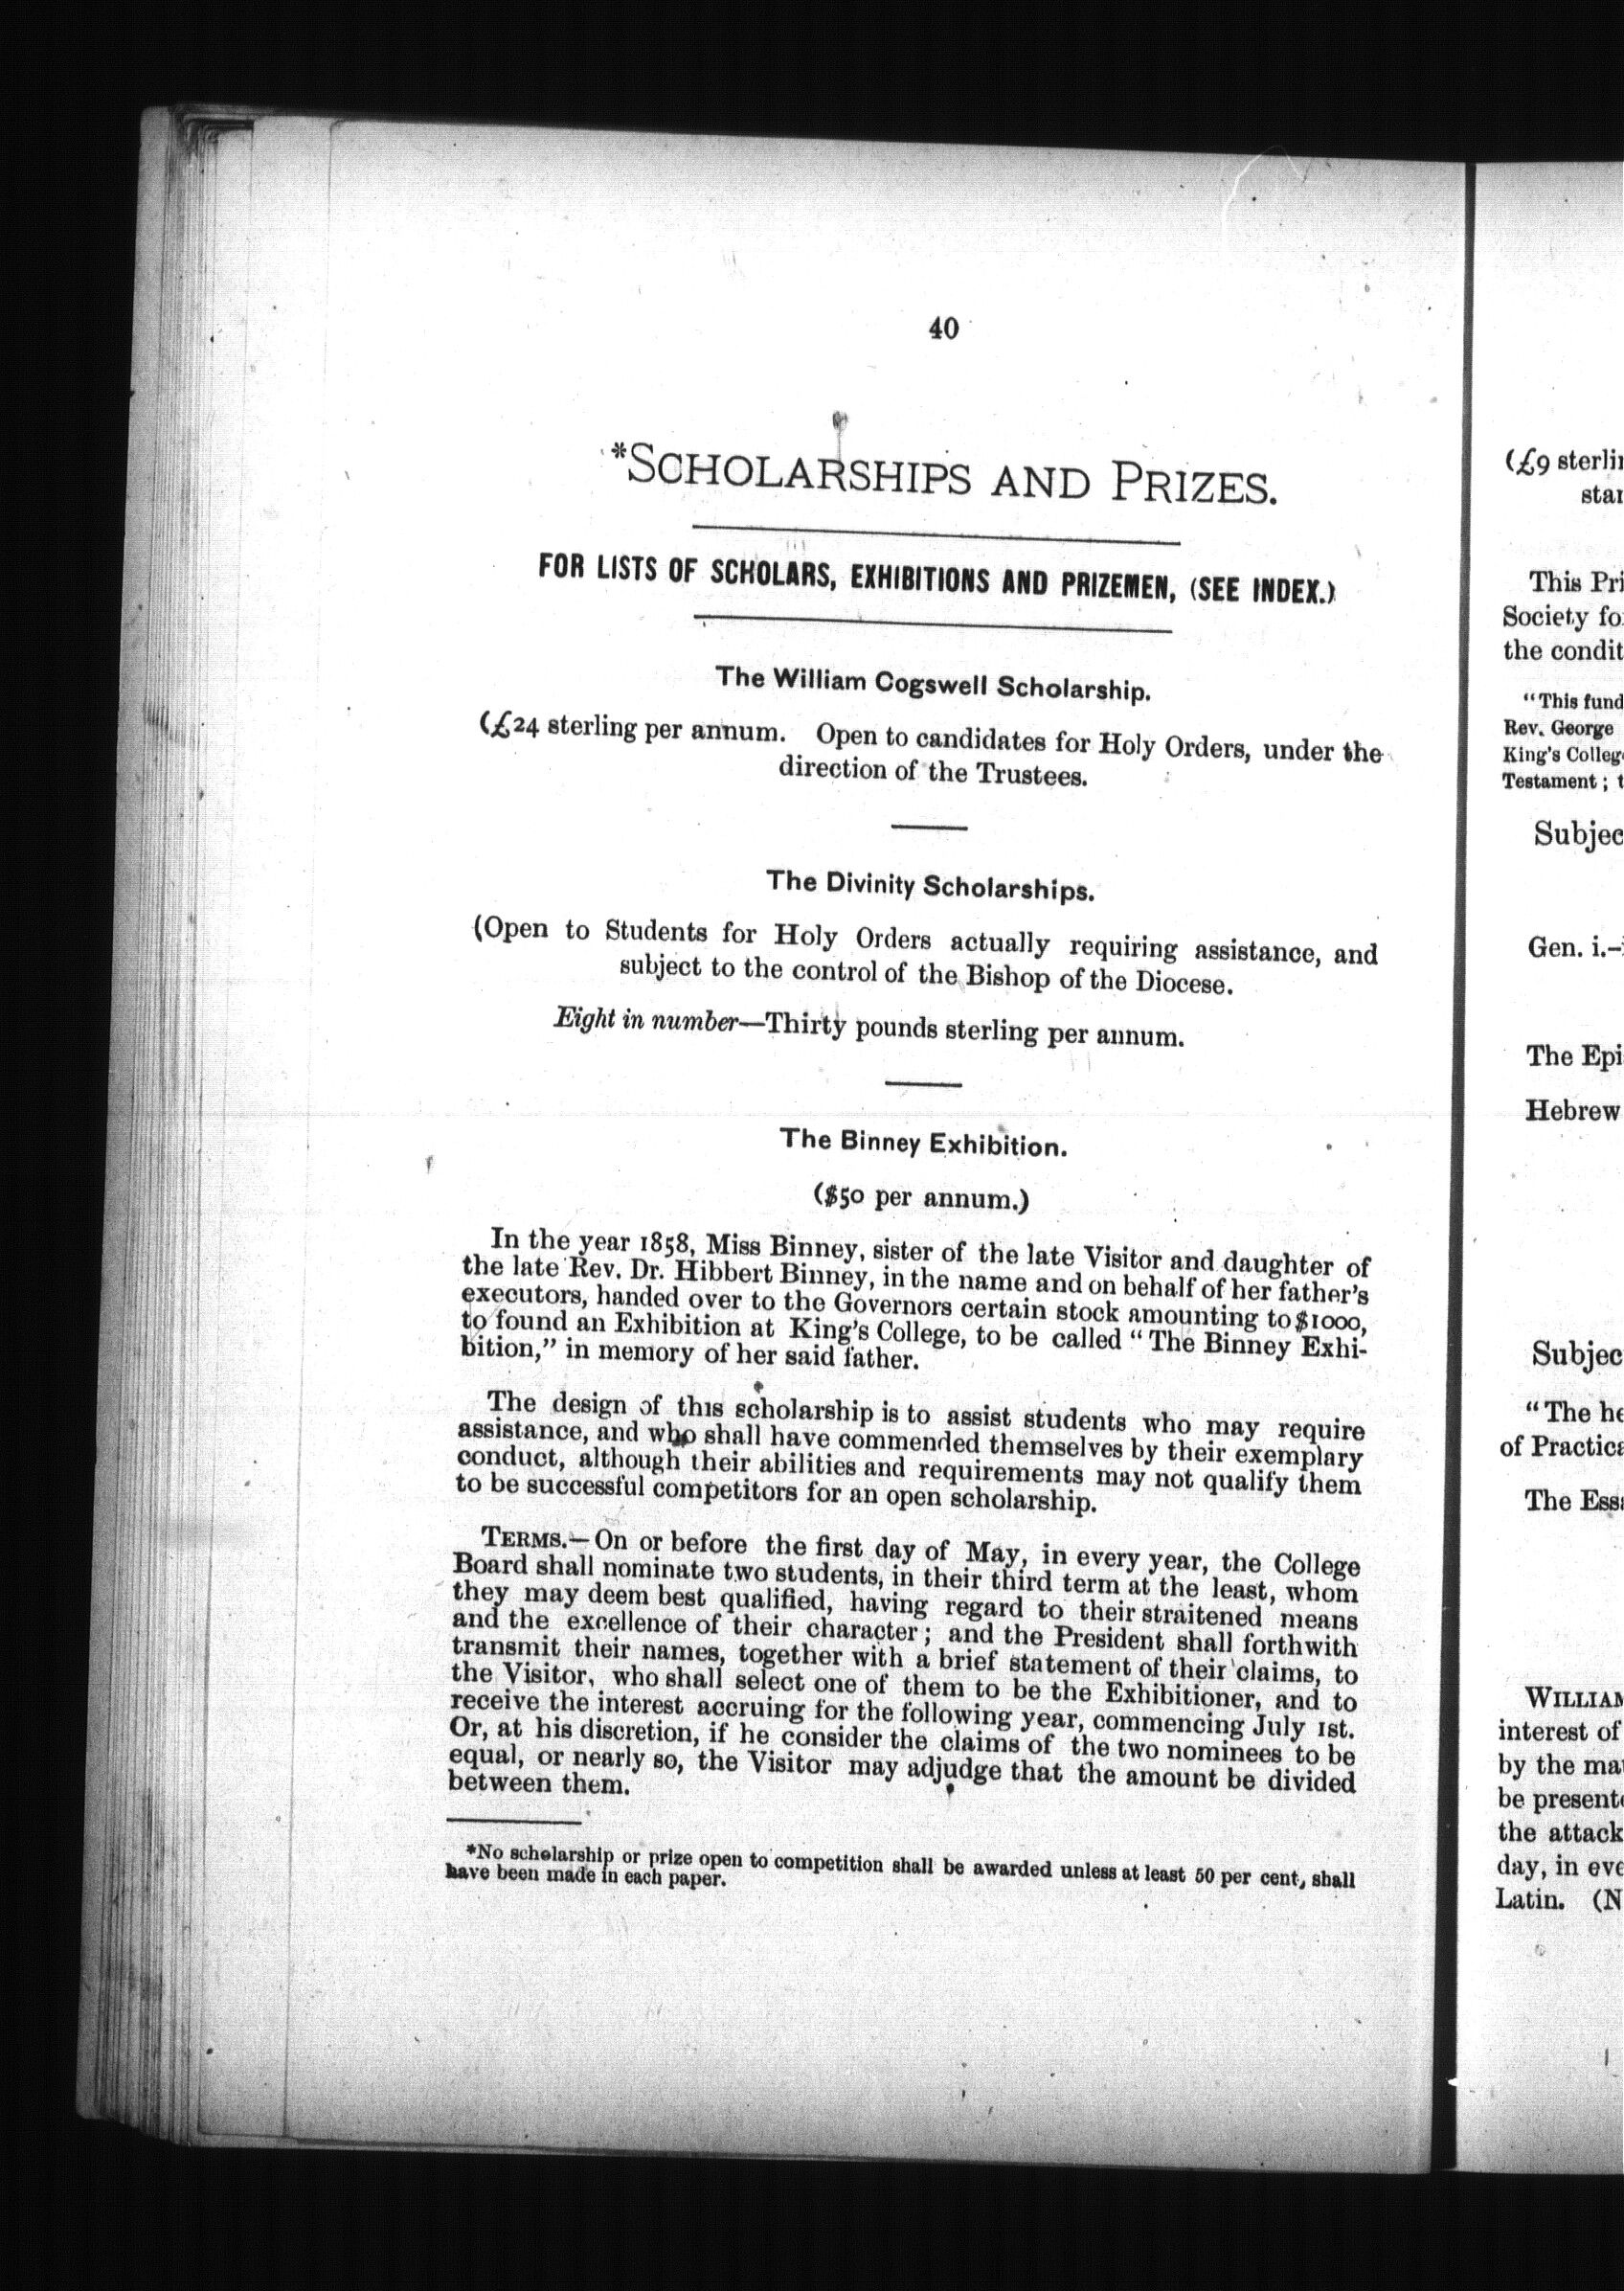 40
*SCHOLARSHIPS AND PRIZES.
FOR LISTS OF SCHOLARS, EXHIBITIONS AND PRIZEMEN, (SEE INDEX.)
The William Cogswell Scholarship.
(£24 sterling per annum. Open to candidates for Holy Orders, under the
direction of the Trustees.
The Divinity Scholarships.
(Open to Students for Holy Orders actually requiring assistance, and
subject to the control of the Bishop of the Diocese.
Eight in number—Thirty pounds sterling per annum.
The Binney Exhibition.
($50 per annum.)
In the year 1858, Miss Binney, sister of the late Visitor and daughter of
the late Rev. Dr. Hibbert Binney, in the name and on behalf of her father's
executors, handed over to the Governors certain stock amounting to $1000,
to found an Exhibition at King's College, to be called "The Binney Exhi-
bition," in memory of her said father.
The design of this scholarship is to assist students who may require
assistance, and who shall have commended themselves by their exemplary
conduct, although their abilities and requirements may not qualify them
to be successful competitors for an open scholarship.
TERMS.—On or before the first day of May, in every year, the College
Board shall nominate two students, in their third term at the least, whom
they may deem best qualified, having regard to their straitened means
and the excellence of their character; and the President shall forthwith
transmit their names, together with a brief statement of their claims, to
the Visitor, who shall select one of them to be the Exhibitioner, and to
receive the interest accruing for the following year, commencing July 1st.
Or, at his discretion, if he consider the claims of the two nominees to be
equal, or nearly so, the Visitor may adjudge that the amount be divided
between them.
*No scholarship or prize open to competition shall be awarded unless at least 50 per cent, shall
have been made in each paper.
(£9 sterli
star
This Pri
Society fo
the condit
"This fund
Rev. George
King's Colleg
Testament; t
Subjec
Gen. i.–
The Epi
Hebrew
Subjec
"The he
of Practica
The Ess
WILLIAM
interest of
by the ma
be present
the attack
day, in eve
Latin. (N